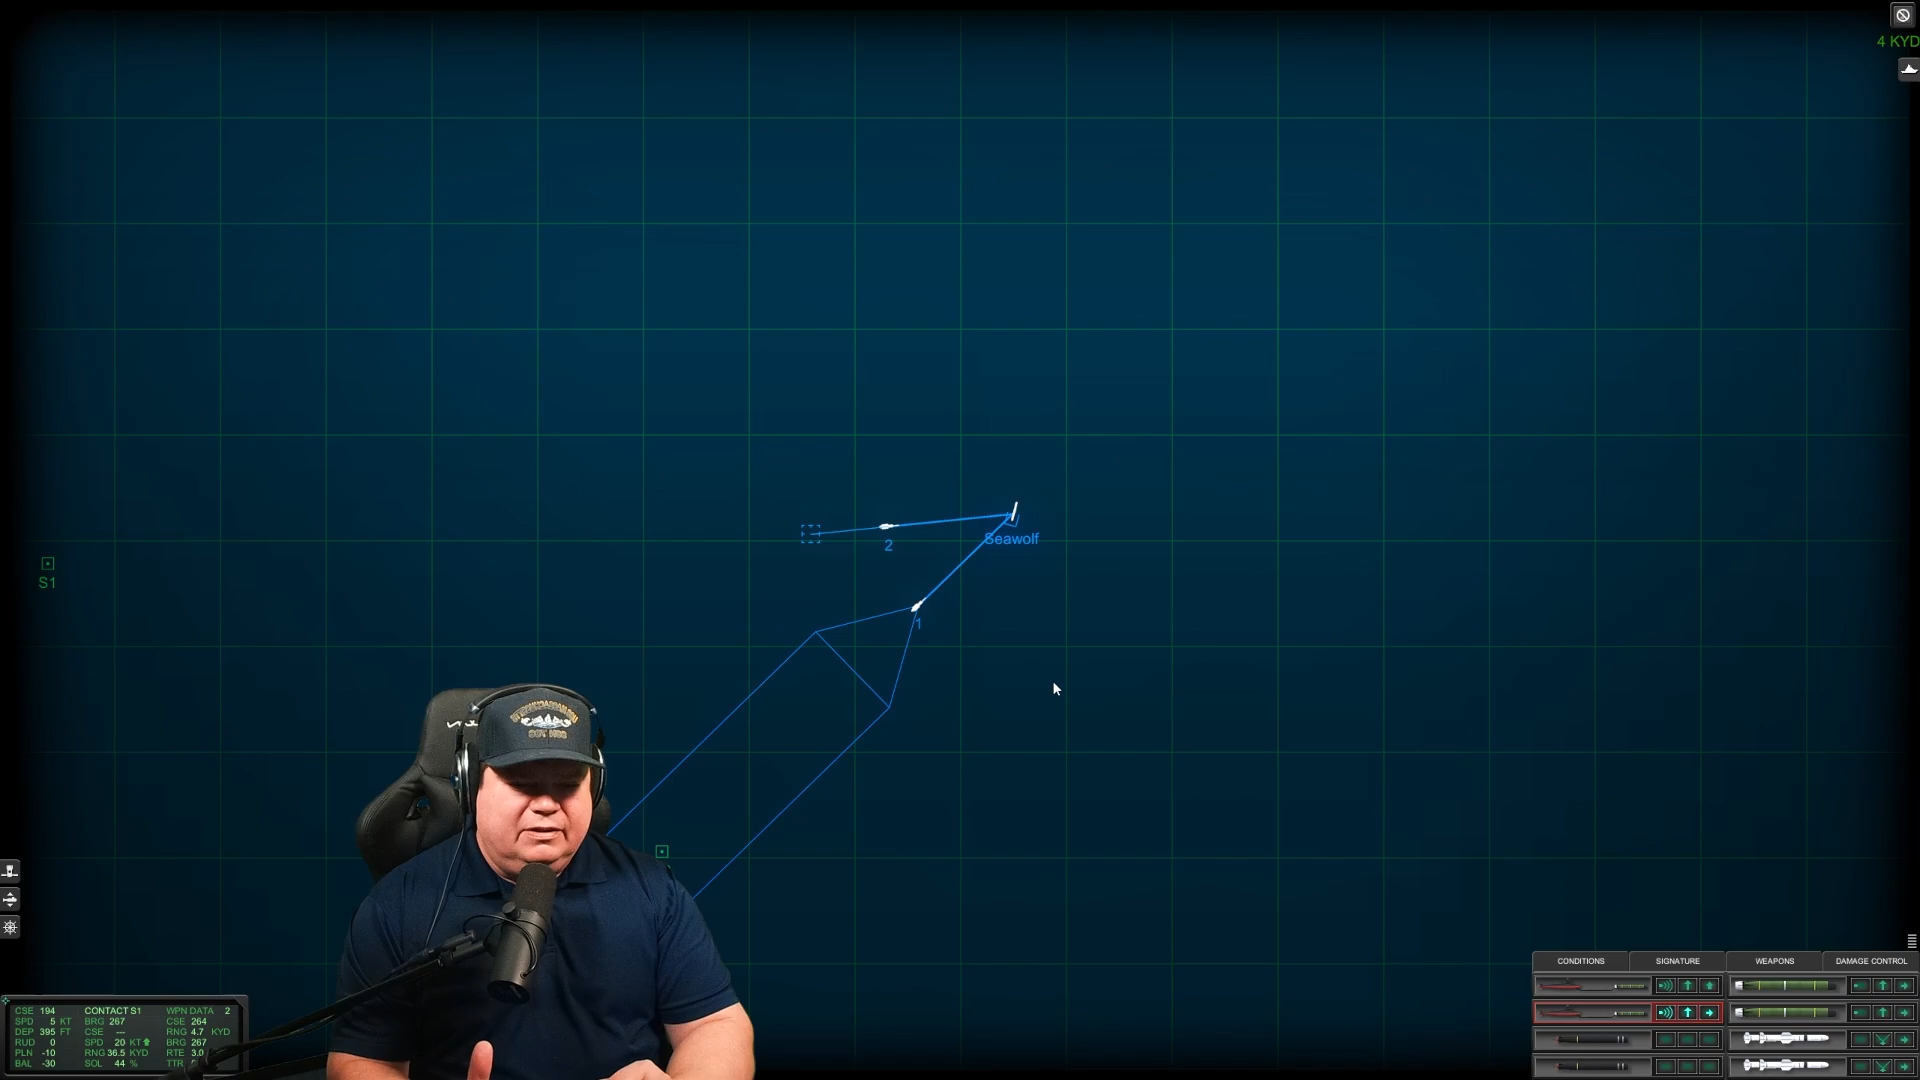 4 KYD
2
Seawolf
S1
1
CONDITIONS SIGNATURE WEAPONS DAMAGE CONTROL
CSE 194 CONTACT S1 WPN DATA 2
SPD 5 KT BRG 267 CSE 264
DEP 395 FT CSE --- RNG 4.7 KYD
RUD 0 SPD 20 KT BRG 267
PLN -10 RNG 36.5 KYD RTE 3.0
BAL -30 SOL 44 % TTR